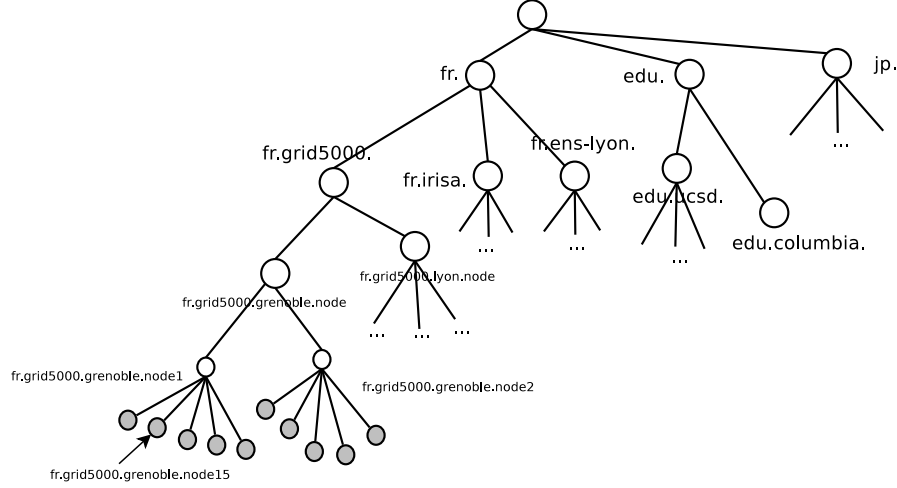 fr.
edu.
jp.
...
fr.grid5000.
fr.ens-lyon.
fr.irisa.
edu.ucsd.
edu.columbia.
...
...
...
fr.grid5000.lyon.node
fr.grid5000.grenoble.node
...
...
...
fr.grid5000.grenoble.node1
fr.grid5000.grenoble.node2
fr.grid5000.grenoble.node15